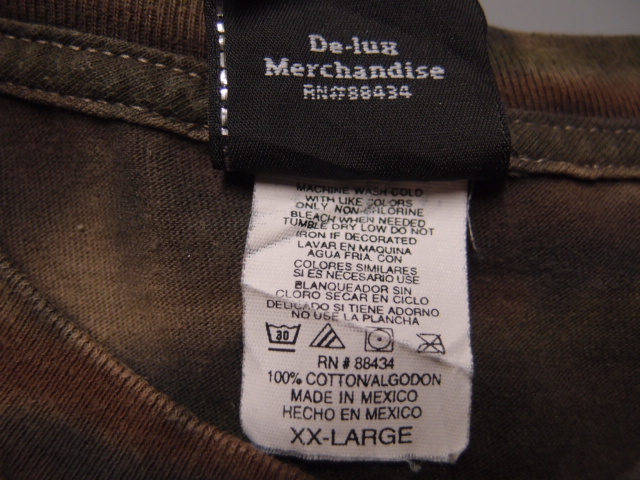 De-lux
Merchandise
RN#88434
MACHINE WASH COLD
WITH LIKE COLORS
ONLY NON-CHLORINE
BLEACH WHEN NEEDED
TUMBLE DRY LOW DO NOT
IRON IF DECORATED
LAVAR EN MAQUINA
AGUA FRIA. CON
COLORES SIMILARES
SI ES NECESARIO USE
BLANQUEADOR SIN
CLORO SECAR EN CICLO
DELICADO SI TIENE ADORNO
NO USE LA PLANCHA
30
RN # 88434
100% COTTON/ALGODON
MADE IN MEXICO
HECHO EN MEXICO
XX-LARGE